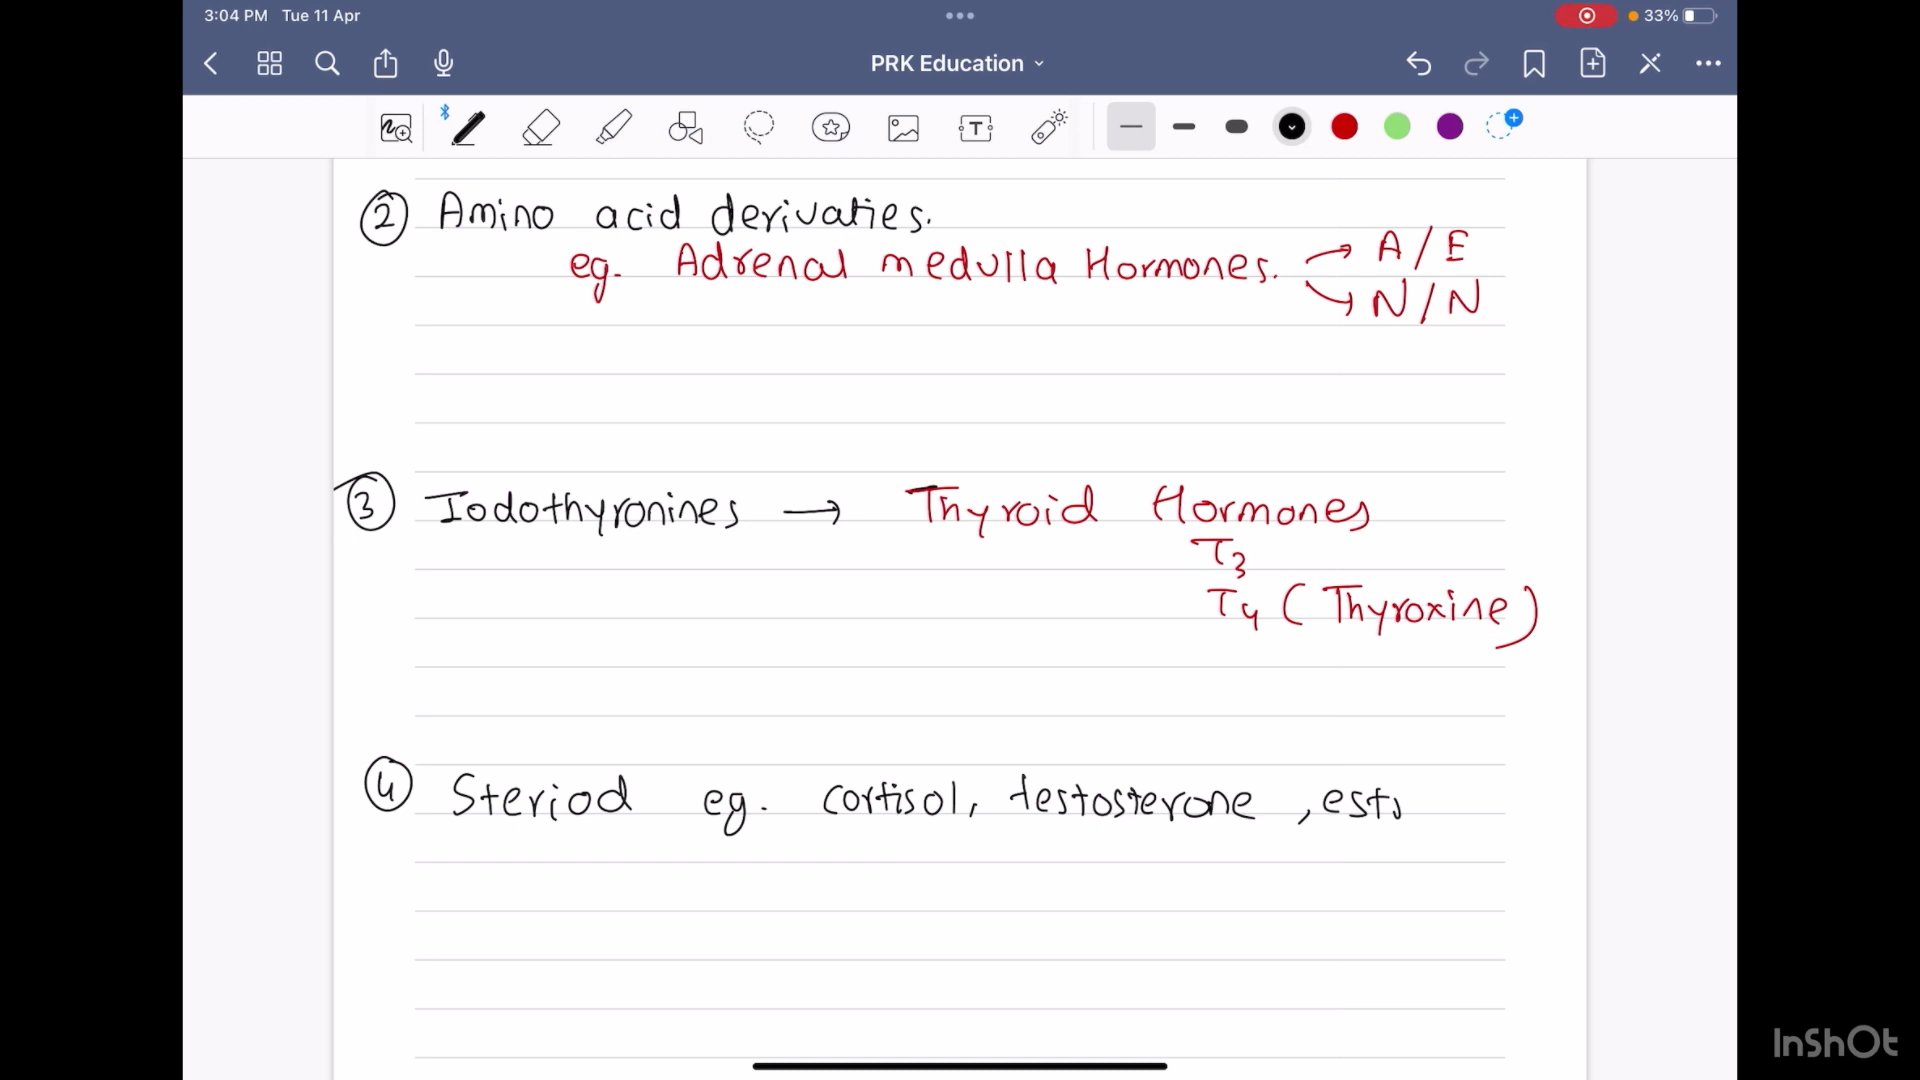 3:04 PM Tue 11 Apr
33%
PRK Education
② Amino acid derivaties.
eg. Adrenal medulla Hormones. → A/E
→ N/N
③ Iodothyronines → Thyroid Hormones
T3
T4 (Thyroxine)
④ Steriod eg. cortisol, testosterone, est
InShOt